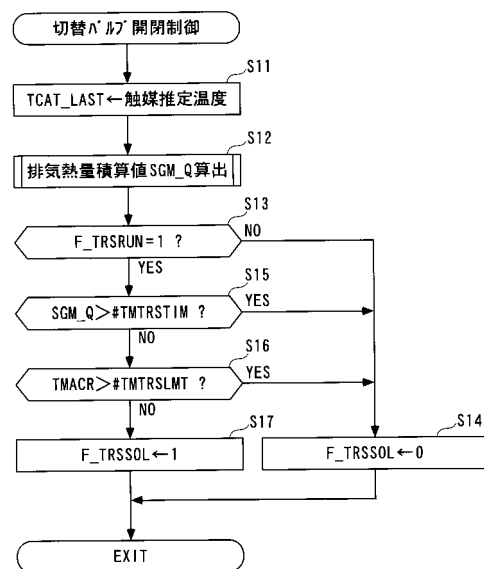 切替ﾊﾞﾙﾌﾞ開閉制御
S11
TCAT_LAST←触媒推定温度
S12
排気熱量積算値SGM_Q算出
S13
F_TRSRUN=1 ?
NO
YES
S15
SGM_Q>#TMTRSTIM ?
YES
NO
S16
TMACR>#TMTRSLMT ?
YES
NO
S17
F_TRSSOL←1
S14
F_TRSSOL←0
EXIT